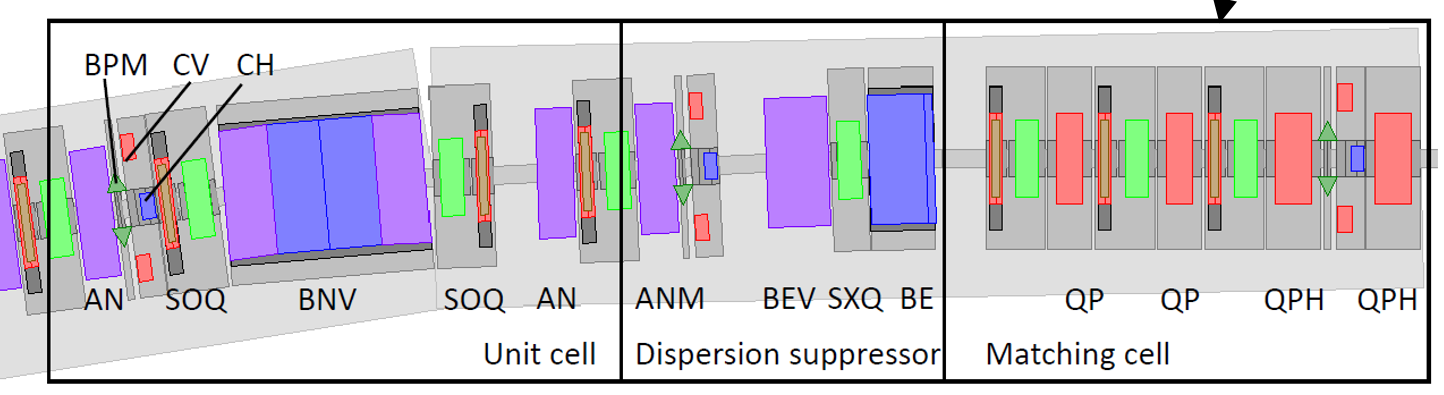 BPM CV CH
AN SOQ BNV SOQ AN ANM BEV SXQ BE QP QP QPH QPH
Unit cell Dispersion suppressor Matching cell